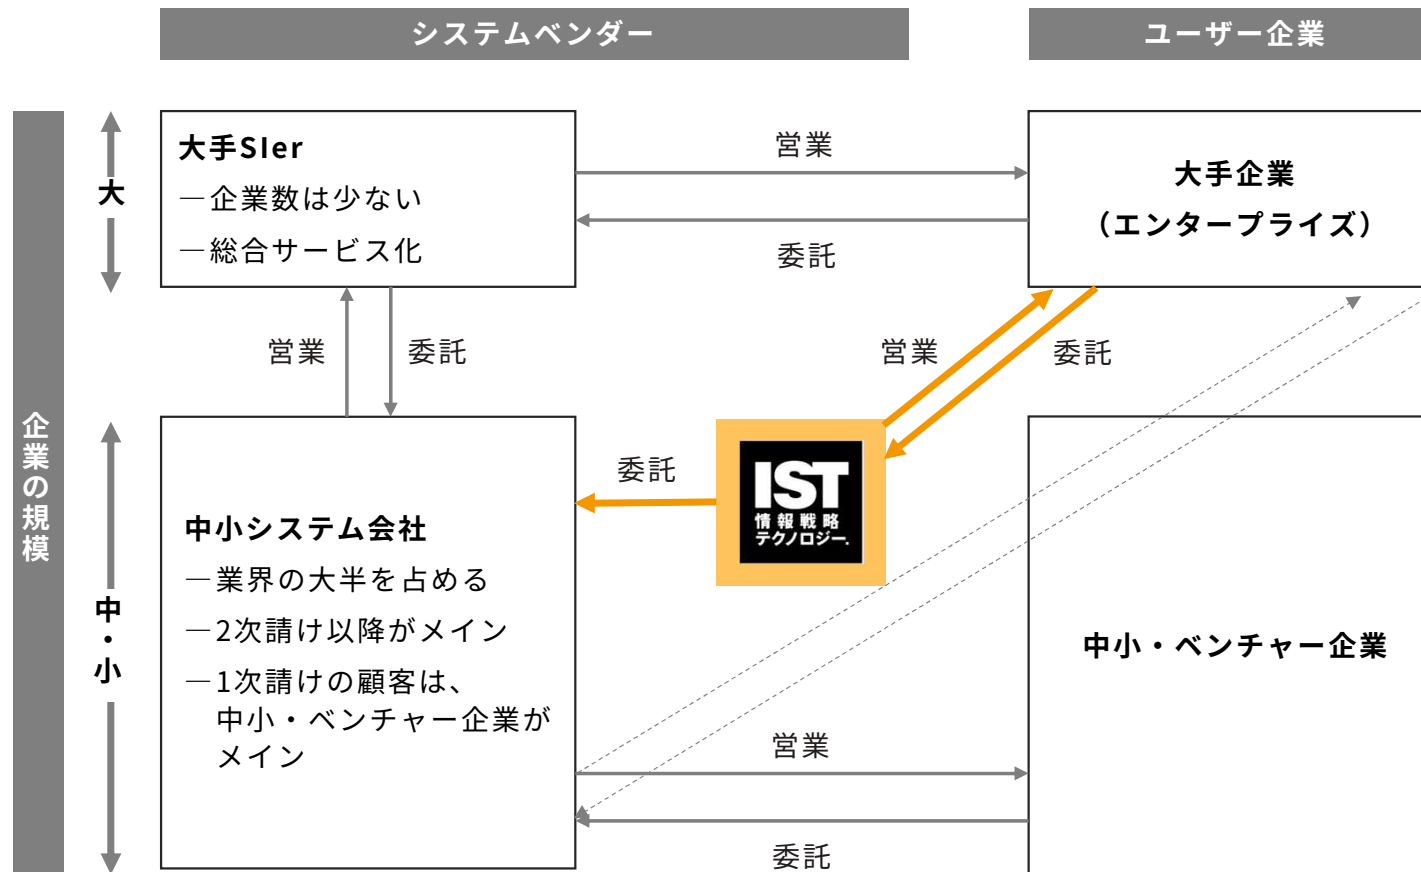 システムベンダー
ユーザー企業
企業の規模
大
大手SIer
―企業数は少ない
―総合サービス化
営業
委託
大手企業
（エンタープライズ）
営業
委託
営業
委託
中・小
中小システム会社
―業界の大半を占める
―2次請け以降がメイン
―1次請けの顧客は、
中小・ベンチャー企業が
メイン
委託
IST
情報戦略
テクノロジー.
中小・ベンチャー企業
営業
委託